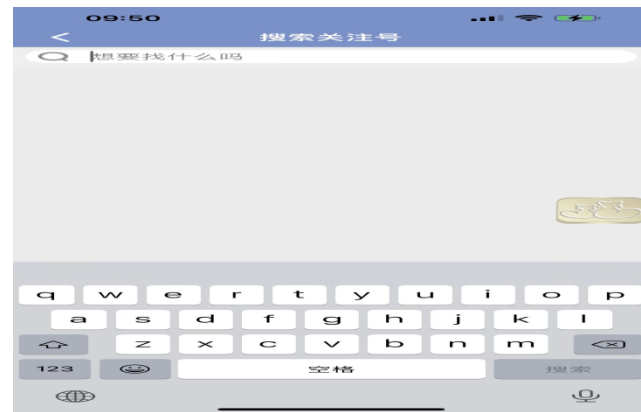 09:50
< 搜索关注号
想要找什么吗
q w e r t y u i o p
a s d f g h j k l
z x c v b n m
123 空格 搜索